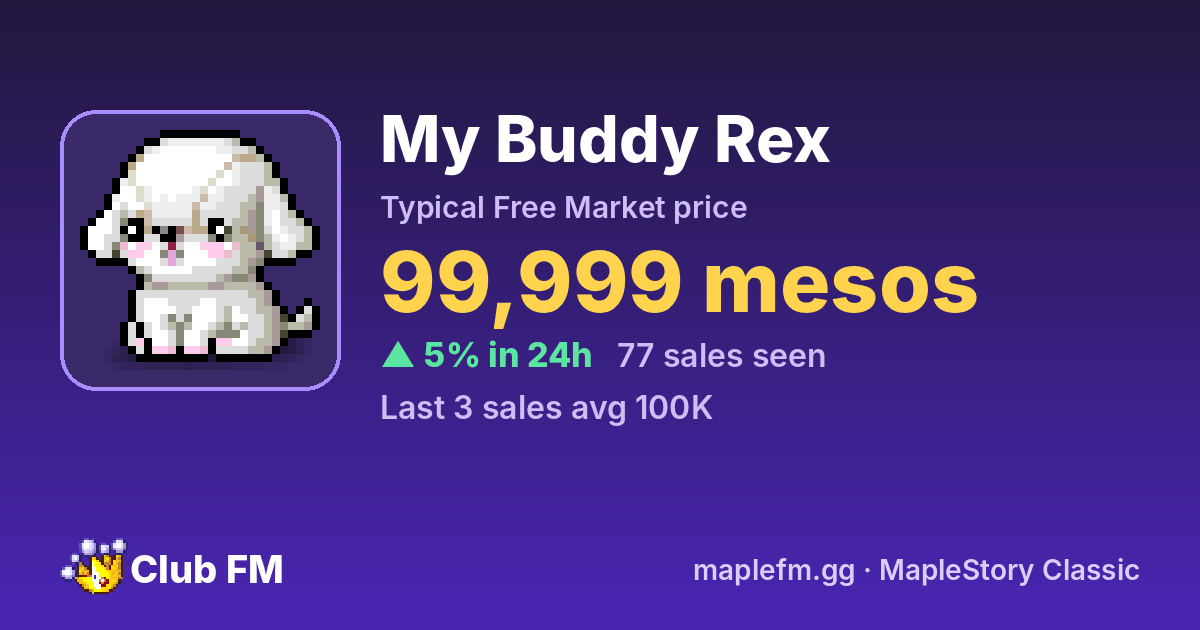 My Buddy Rex
Typical Free Market price
99,999 mesos
▲ 5% in 24h 77 sales seen
Last 3 sales avg 100K
Club FM
maplefm.gg · MapleStory Classic